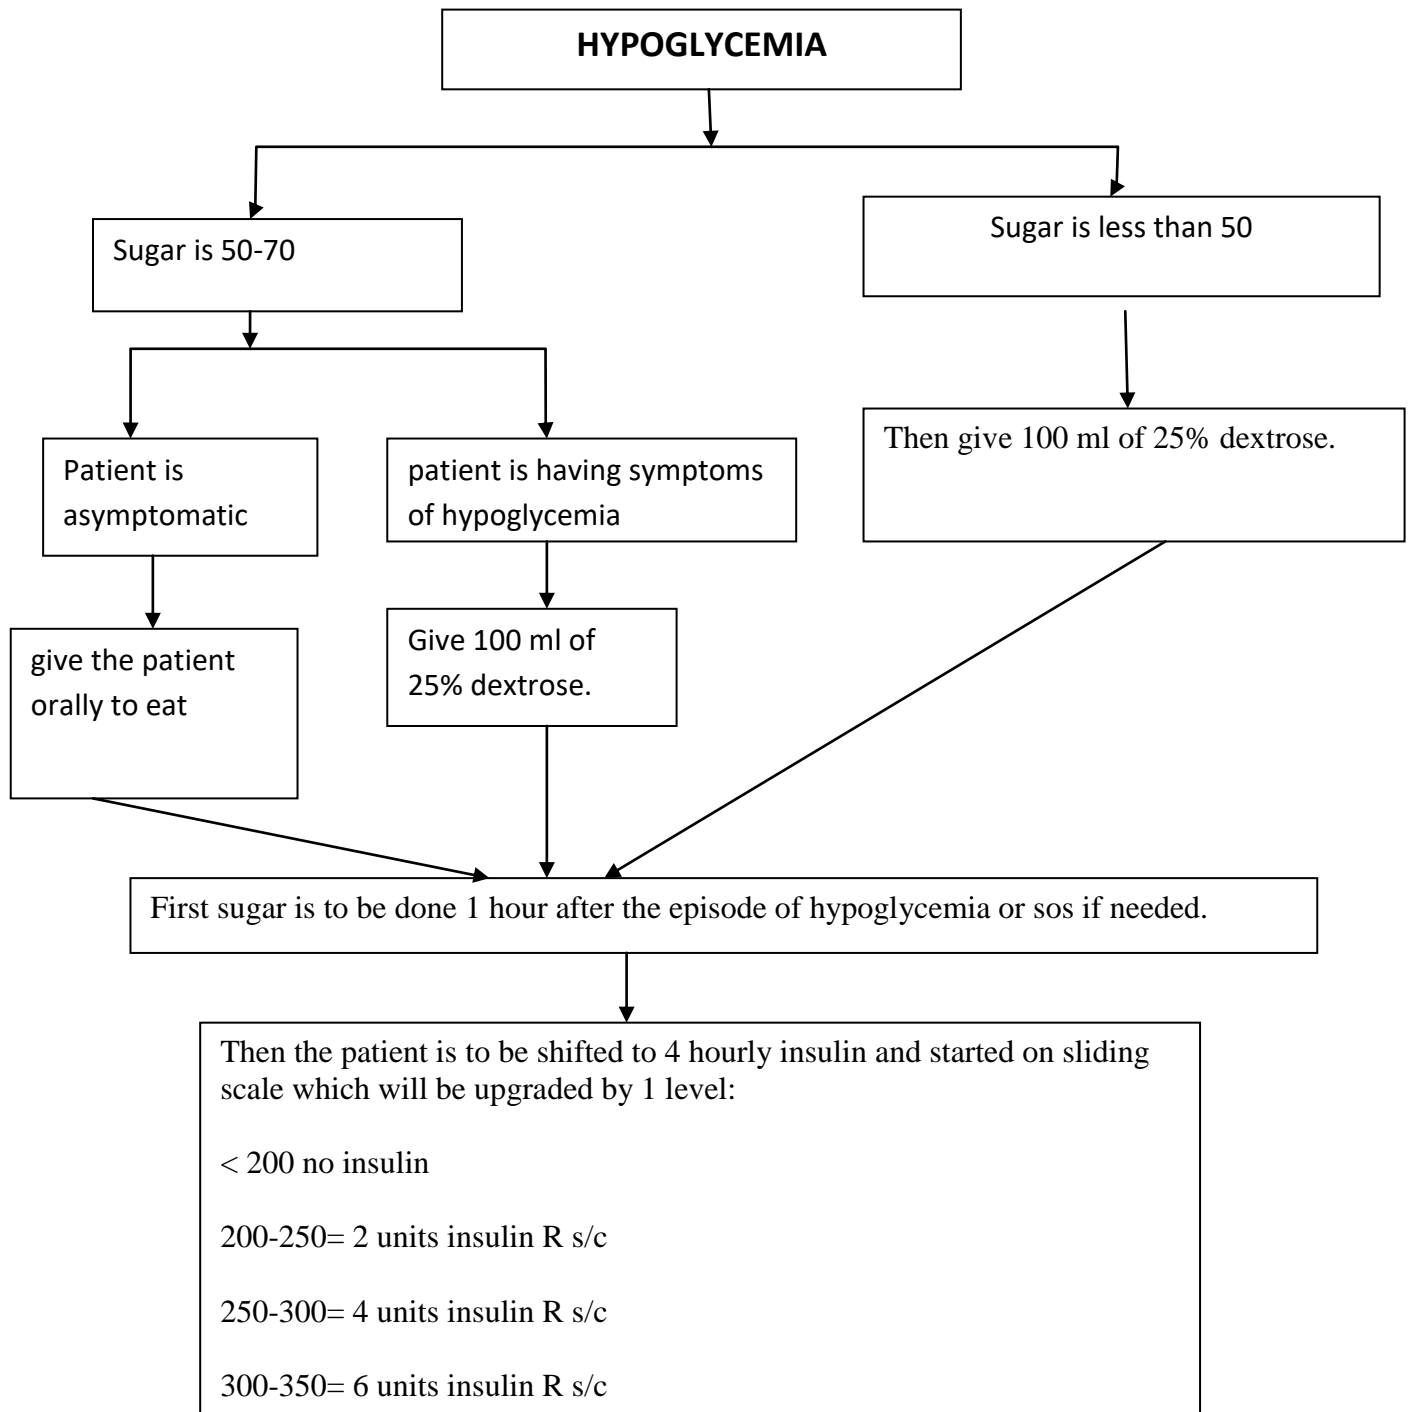 HYPOGLYCEMIA
Sugar is 50-70
Sugar is less than 50
Patient is
asymptomatic
patient is having symptoms
of hypoglycemia
Then give 100 ml of 25% dextrose.
give the patient
orally to eat
Give 100 ml of
25% dextrose.
First sugar is to be done 1 hour after the episode of hypoglycemia or sos if needed.
Then the patient is to be shifted to 4 hourly insulin and started on sliding
scale which will be upgraded by 1 level:
< 200 no insulin
200-250= 2 units insulin R s/c
250-300= 4 units insulin R s/c
300-350= 6 units insulin R s/c